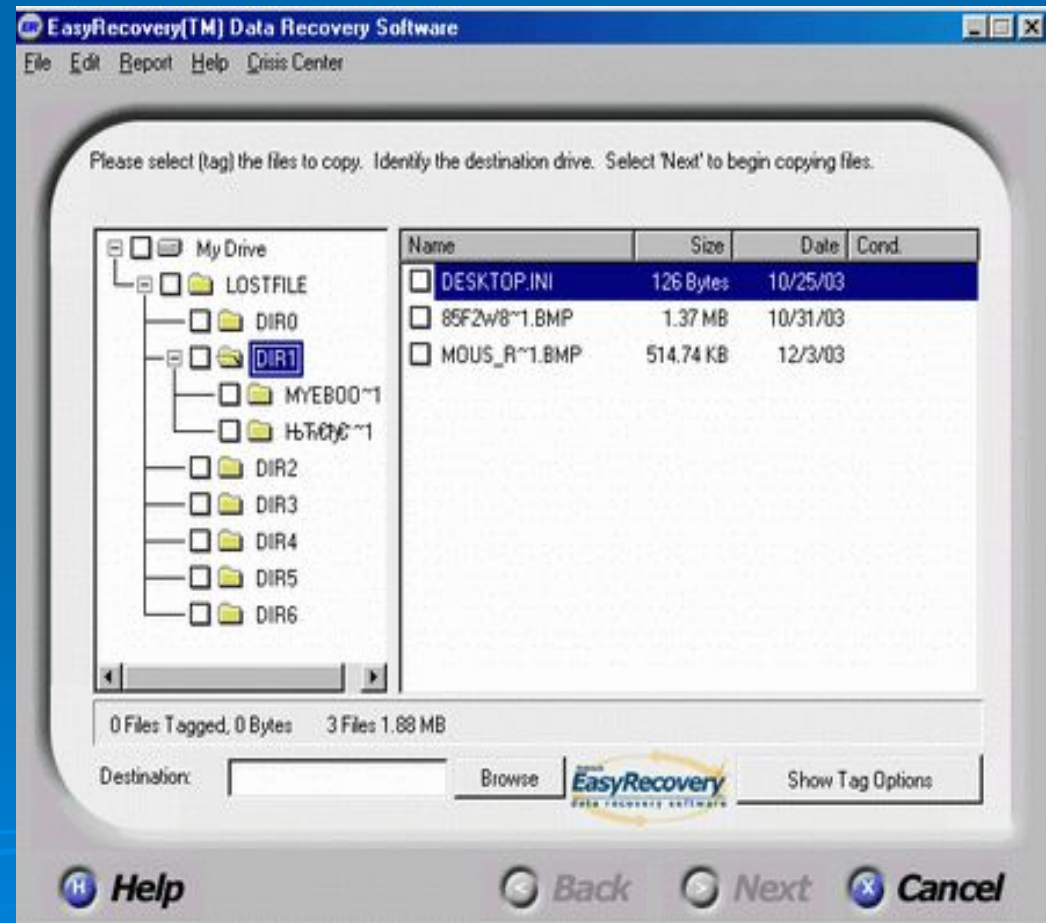 EasyRecovery(TM) Data Recovery Software
File Edit Report Help Crisis Center
Please select (tag) the files to copy. Identify the destination drive. Select 'Next' to begin copying files.
My Drive
LOSTFILE
DIR0
DIR1
MYEBOO~1
DIR2
DIR3
DIR4
DIR5
DIR6
Name Size Date Cond.
DESKTOP.INI 126 Bytes 10/25/03
85F2W8~1.BMP 1.37 MB 10/31/03
MOUS_R~1.BMP 514.74 KB 12/3/03
0 Files Tagged, 0 Bytes 3 Files 1.88 MB
Destination: Browse
EasyRecovery
data recovery software
Show Tag Options
Help Back Next Cancel